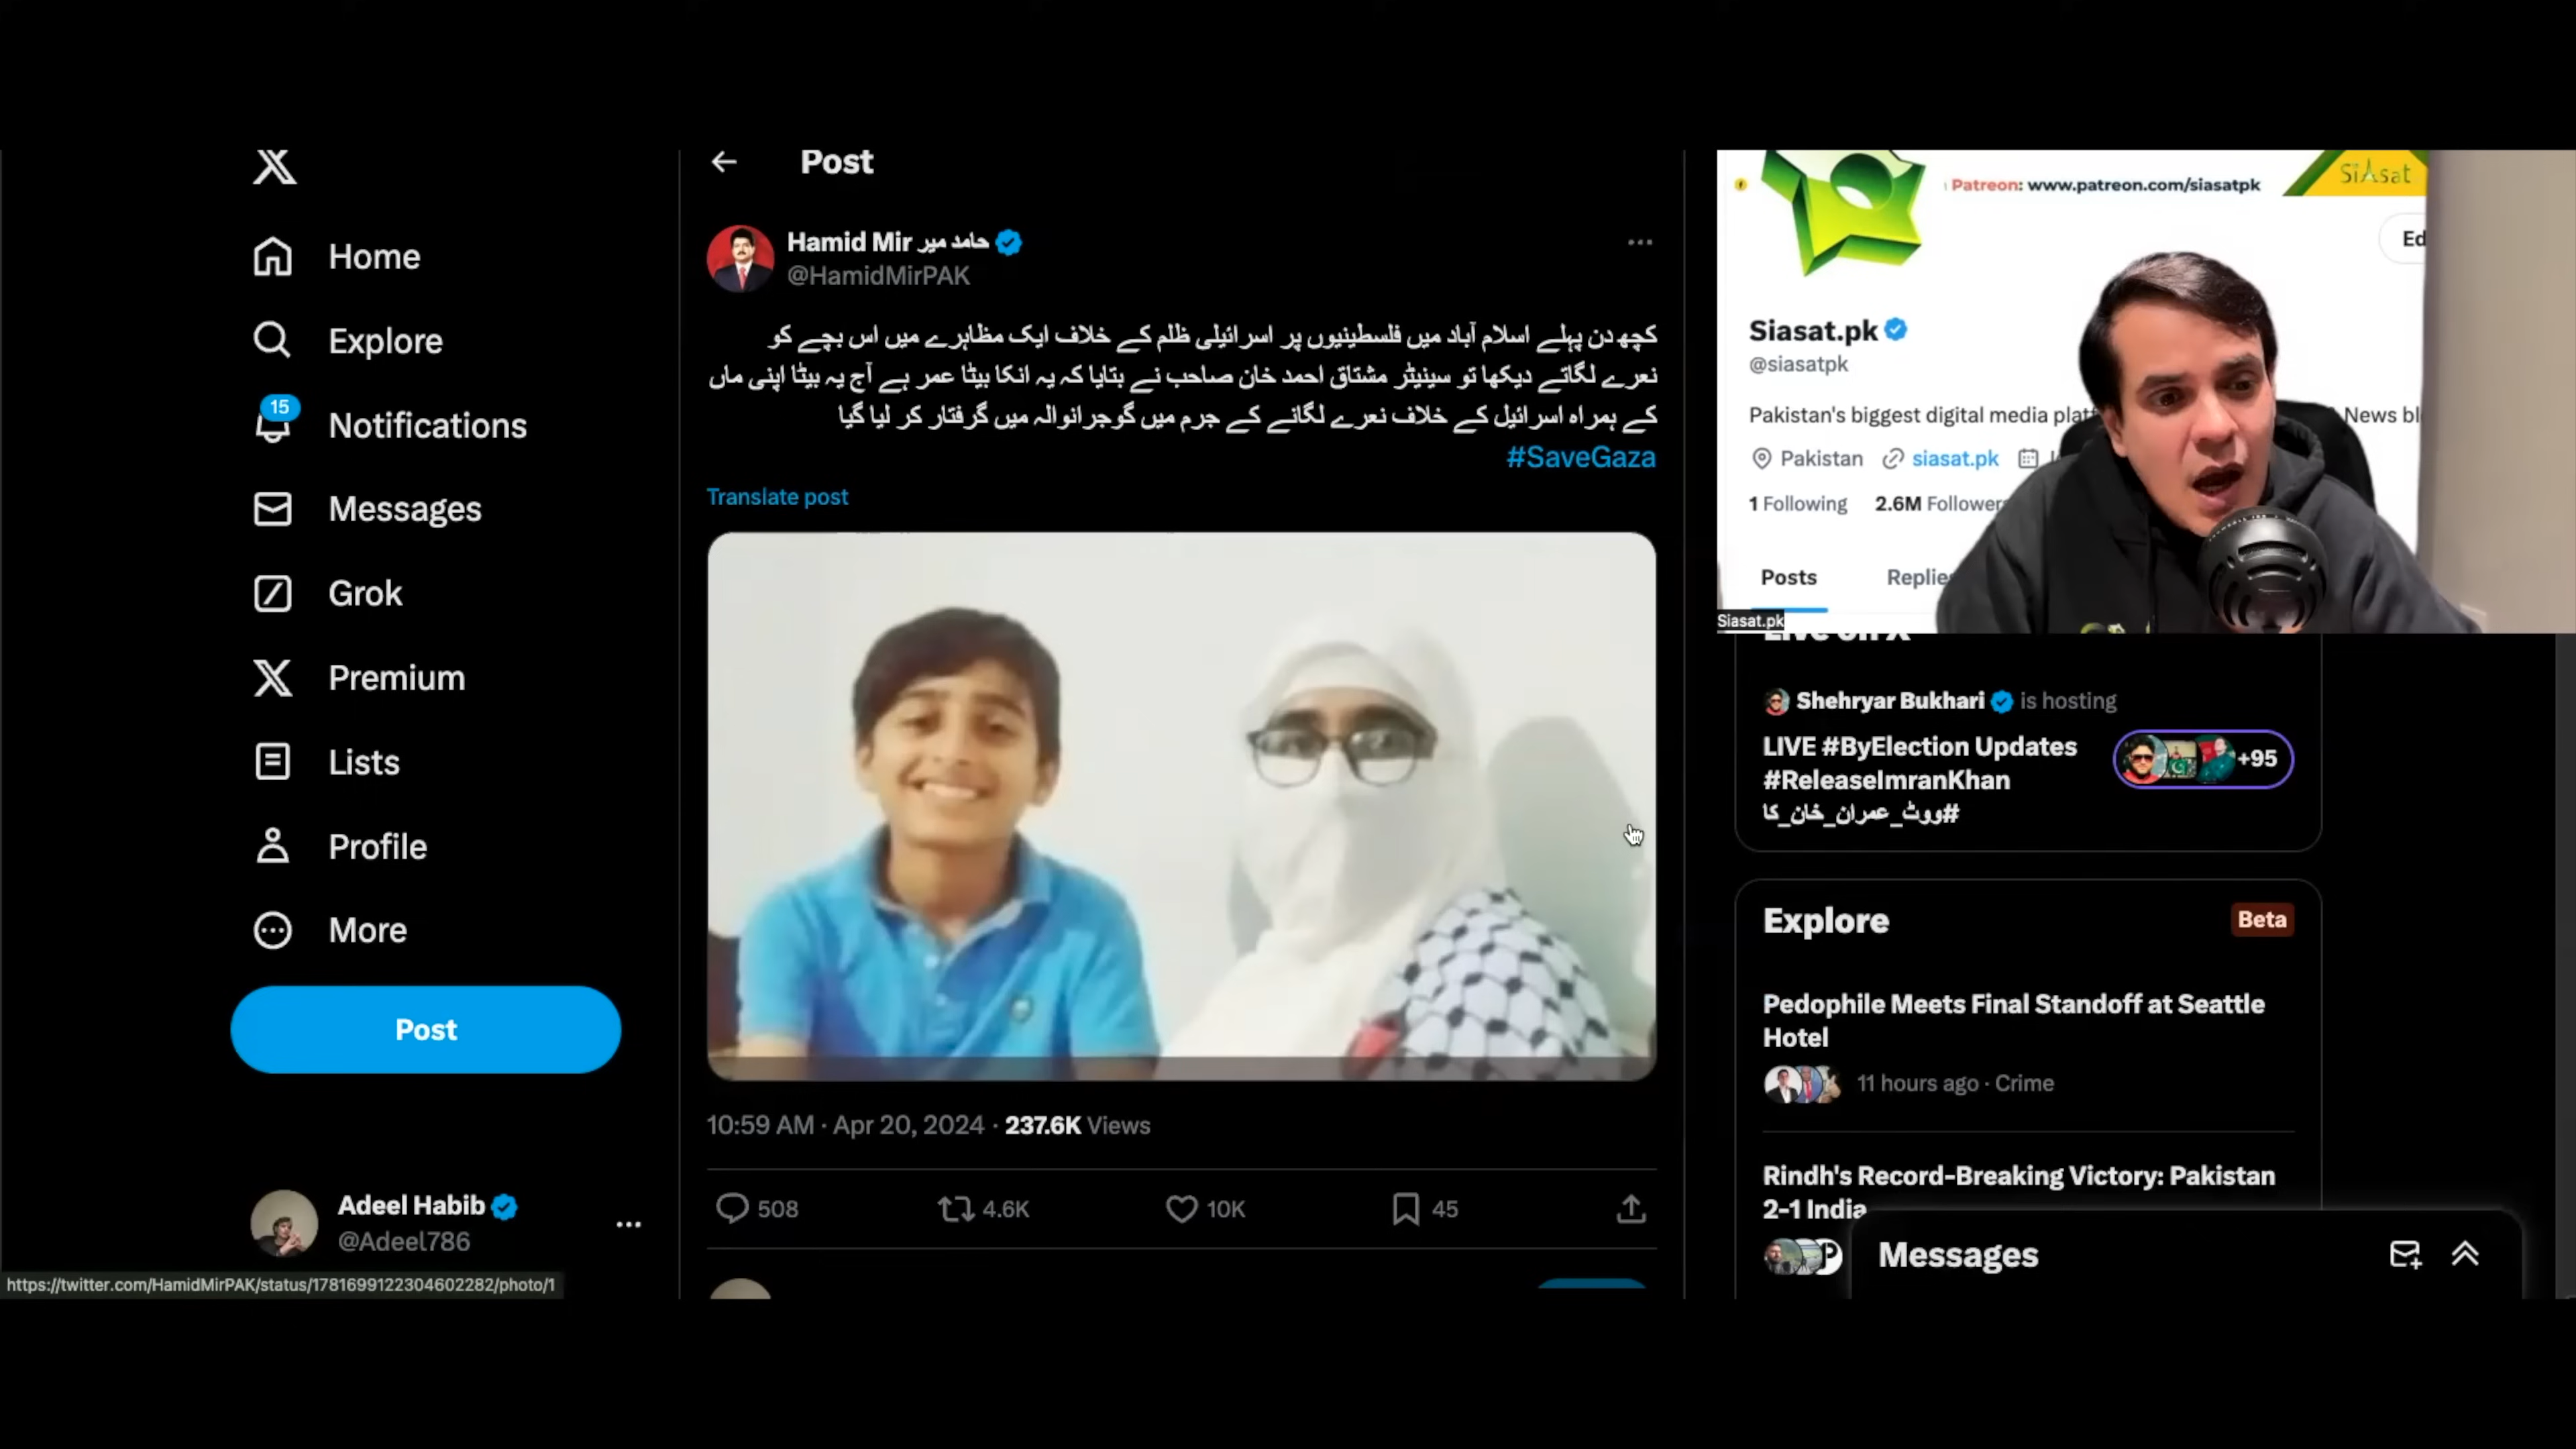 Post
Hamid Mir حامد میر
@HamidMirPAK
کچھ دن پہلے اسلام آباد میں فلسطینیوں پر اسرائیلی ظلم کے خلاف ایک مظاہرے میں اس بچے کو
نعرے لگاتے دیکھا تو سینیٹر مشتاق احمد خان صاحب نے بتایا کہ یہ انکا بیٹا عمر ہے آج یہ بیٹا اپنی ماں
کے ہمراہ اسرائیل کے خلاف نعرے لگانے کے جرم میں گوجرانوالہ میں گرفتار کر لیا گیا
#SaveGaza
Translate post
10:59 AM · Apr 20, 2024 · 237.6K Views
508 4.6K 10K 45
Home
Explore
15
Notifications
Messages
Grok
Premium
Lists
Profile
More
Post
Adeel Habib
@Adeel786
https://twitter.com/HamidMirPAK/status/1781699122304602282/photo/1
Patreon: www.patreon.com/siasatpk
SiAsat
Ed
Siasat.pk
@siasatpk
Pakistan's biggest digital media News
Pakistan siasat.pk
1 Following 2.6M
Posts
Siasat.pk
Live on X
Shehryar Bukhari is hosting
LIVE #ByElection Updates
#ReleaseImranKhan
#ووٹ_عمران_خان_کا
+95
Explore
Beta
Pedophile Meets Final Standoff at Seattle
Hotel
11 hours ago · Crime
Rindh's Record-Breaking Victory: Pakistan
2-1 India
Messages